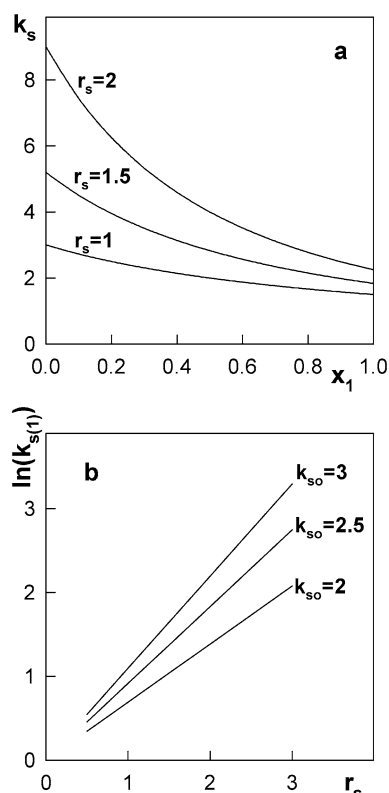 k_s
a
8
6
4
2
0
r_s=2
r_s=1.5
r_s=1
0.0 0.2 0.4 0.6 0.8 1.0
x_1
ln(k_s(1))
b
3
2
1
0
k_so=3
k_so=2.5
k_so=2
0 1 2 3
r_s